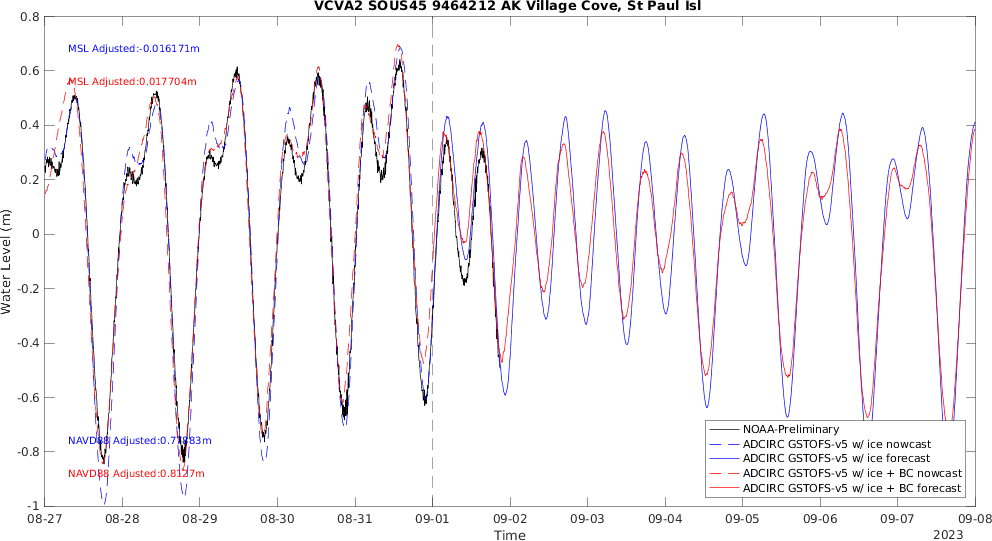 VCVA2 SOUS45 9464212 AK Village Cove, St Paul Isl
0.8
0.6
0.4
0.2
0
-0.2
-0.4
-0.6
-0.8
-1
Water Level (m)
MSL Adjusted:-0.016171m
MSL Adjusted:0.017704m
NAVD88 Adjusted:0.77883m
NAVD88 Adjusted:0.8127m
NOAA-Preliminary
ADCIRC GSTOFS-v5 w/ ice nowcast
ADCIRC GSTOFS-v5 w/ ice forecast
ADCIRC GSTOFS-v5 w/ ice + BC nowcast
ADCIRC GSTOFS-v5 w/ ice + BC forecast
08-27 08-28 08-29 08-30 08-31 09-01 09-02 09-03 09-04 09-05 09-06 09-07 09-08
Time
2023